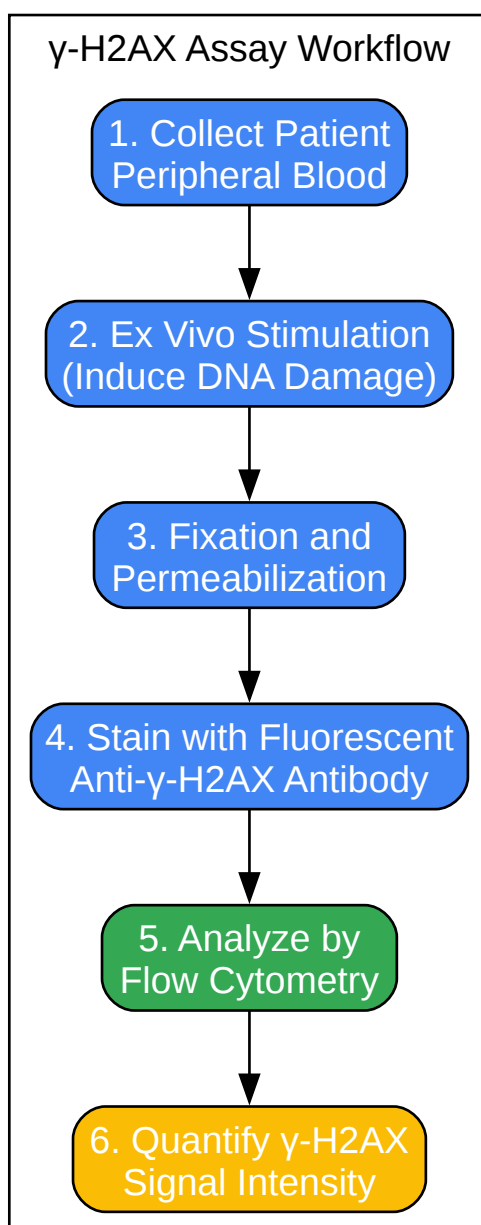 γ-H2AX Assay Workflow
1. Collect Patient
Peripheral Blood
2. Ex Vivo Stimulation
(Induce DNA Damage)
3. Fixation and
Permeabilization
4. Stain with Fluorescent
Anti-γ-H2AX Antibody
5. Analyze by
Flow Cytometry
6. Quantify γ-H2AX
Signal Intensity